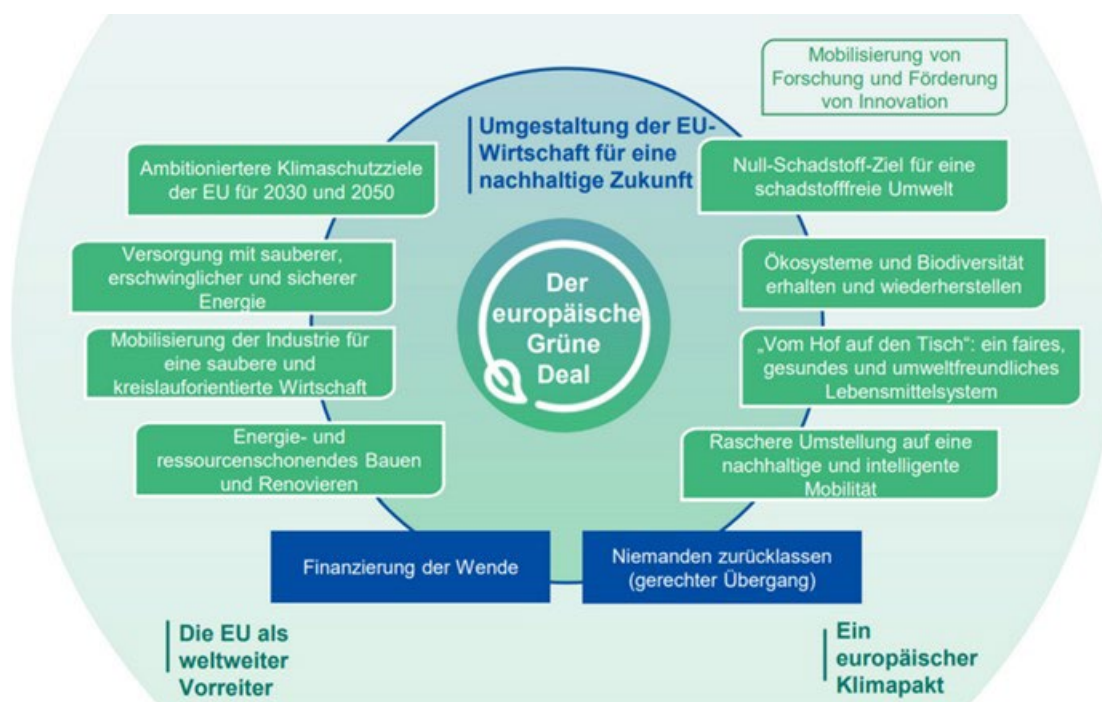 Mobilisierung von
Forschung und Förderung
von Innovation
Umgestaltung der EU-
Wirtschaft für eine
nachhaltige Zukunft
Ambitioniertere Klimaschutzziele
der EU für 2030 und 2050
Null-Schadstoff-Ziel für eine
schadstofffreie Umwelt
Versorgung mit sauberer,
erschwinglicher und sicherer
Energie
Ökosysteme und Biodiversität
erhalten und wiederherstellen
Der
europäische
Grüne
Deal
Mobilisierung der Industrie für
eine saubere und
kreislauforientierte Wirtschaft
„Vom Hof auf den Tisch“: ein faires,
gesundes und umweltfreundliches
Lebensmittelsystem
Energie- und
ressourcenschonendes Bauen
und Renovieren
Raschere Umstellung auf eine
nachhaltige und intelligente
Mobilität
Finanzierung der Wende
Niemanden zurücklassen
(gerechter Übergang)
Die EU als
weltweiter
Vorreiter
Ein
europäischer
Klimapakt